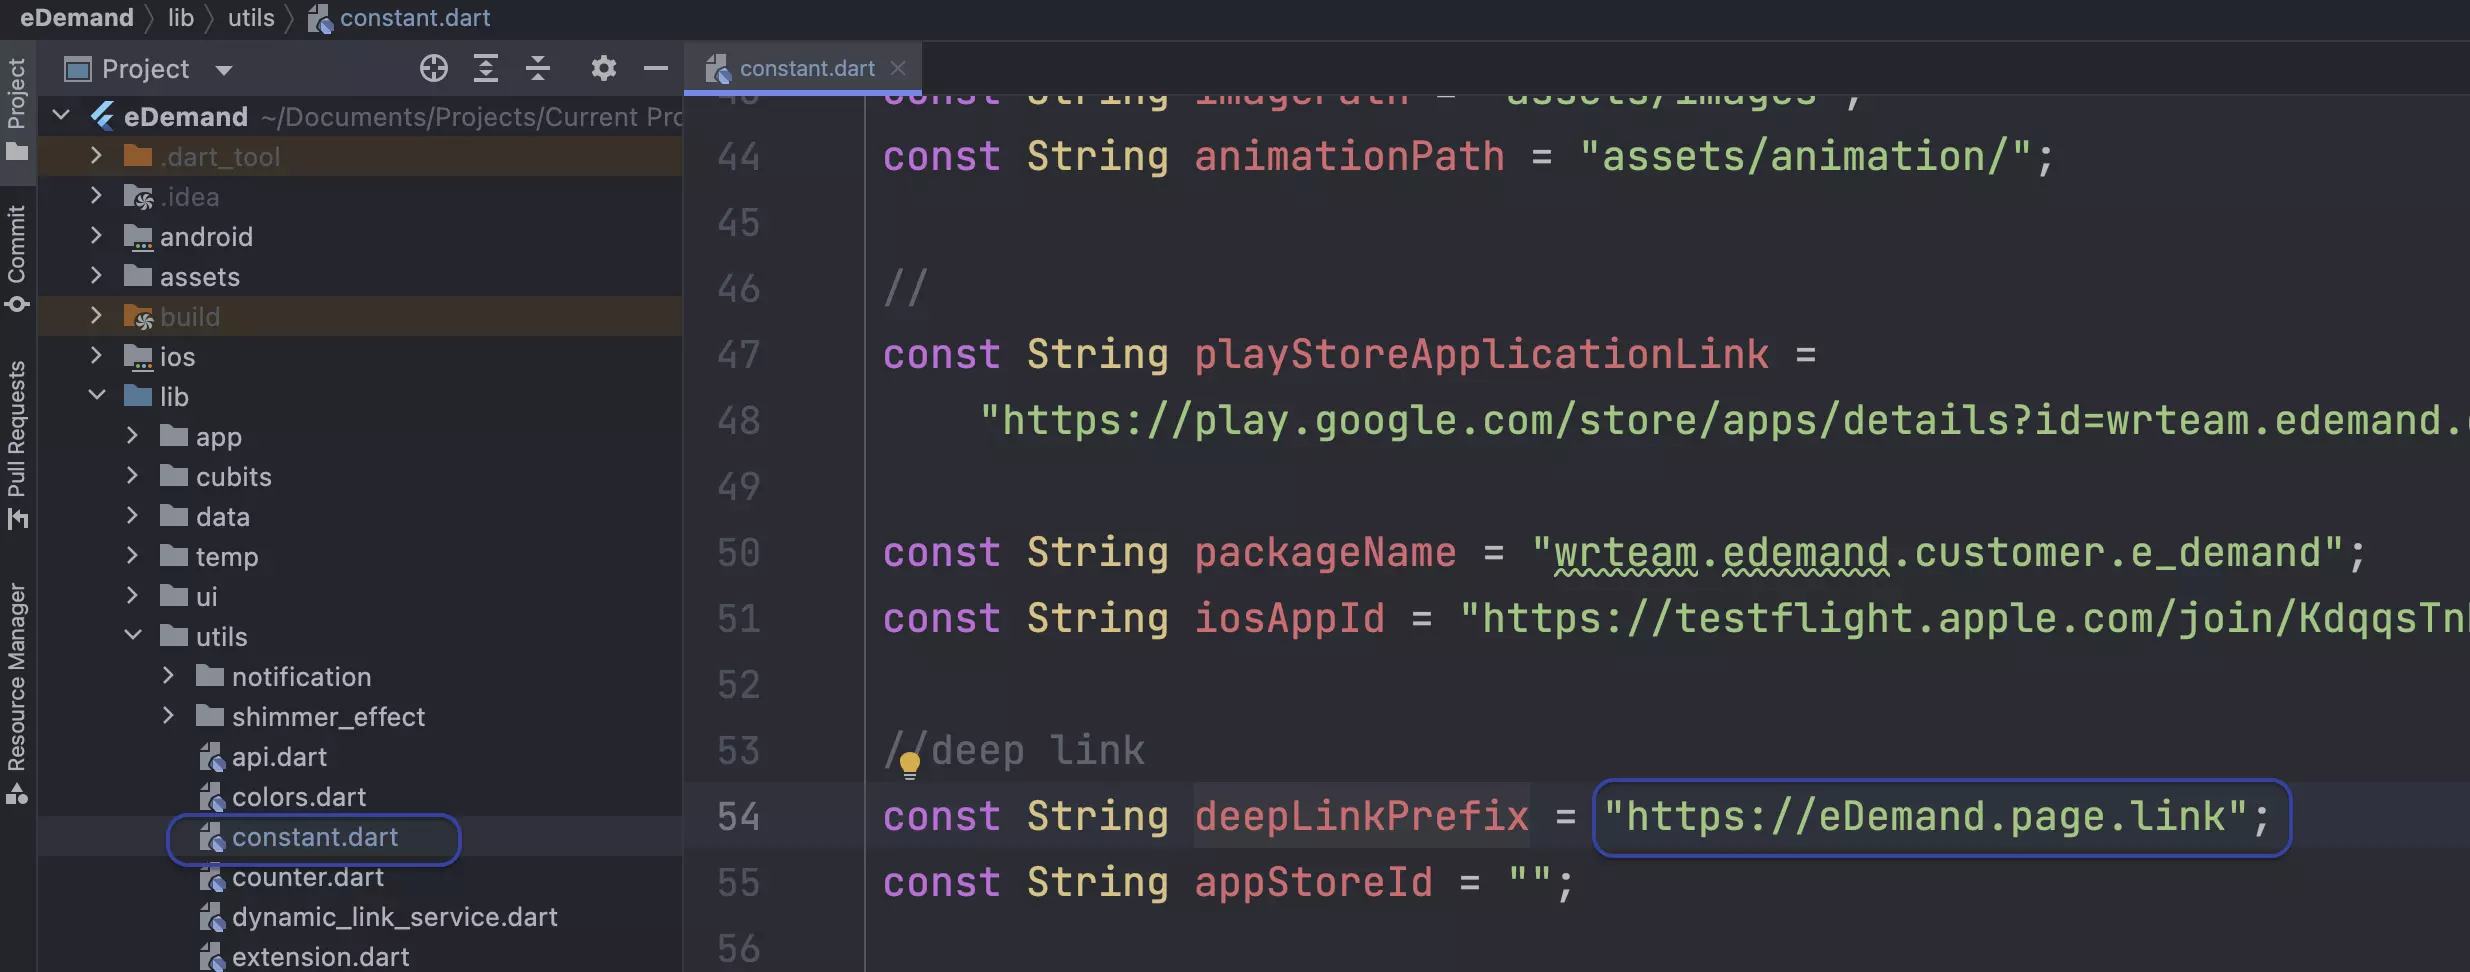 eDemand lib utils constant.dart
Project
Commit
Pull Requests
Resource Manager
Project
eDemand ~/Documents/Projects/Current Pro
.dart_tool
.idea
android
assets
build
ios
lib
app
cubits
data
temp
ui
utils
notification
shimmer_effect
api.dart
colors.dart
constant.dart
counter.dart
dynamic_link_service.dart
extension.dart
constant.dart
const String imagePath = "assets/images";
44 const String animationPath = "assets/animation/";
45
46 //
47 const String playStoreApplicationLink =
48 "https://play.google.com/store/apps/details?id=wrteam.edemand.
49
50 const String packageName = "wrteam.edemand.customer.e_demand";
51 const String iosAppId = "https://testflight.apple.com/join/KdqqsTn
52
53 //deep link
54 const String deepLinkPrefix = "https://eDemand.page.link";
55 const String appStoreId = "";
56